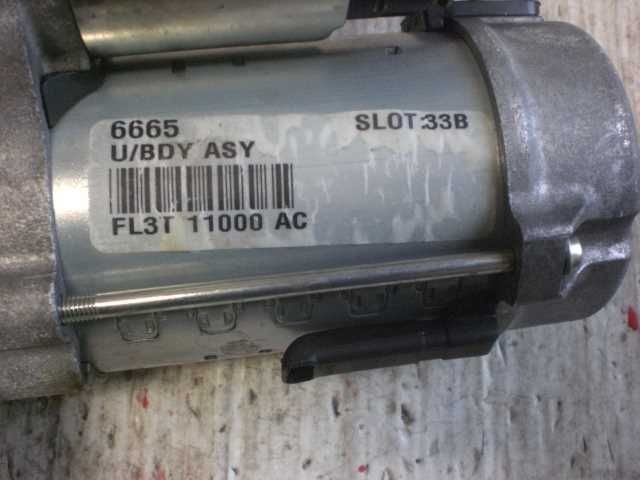 6665 SLOT:33B
U/BDY ASY
FL3T 11000 AC